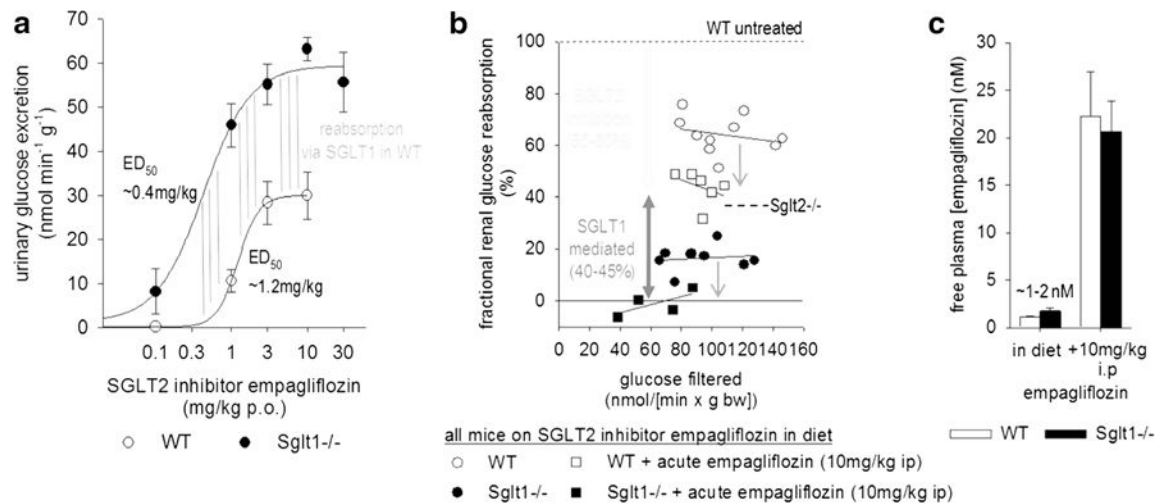 a
urinary glucose excretion
(nmol min⁻¹ g⁻¹)
70
60
50
40
30
20
10
0
ED₅₀
~0.4mg/kg
ED₅₀
~1.2mg/kg
reabsorption
via SGLT1 in WT
0.1 0.3 1 3 10 30
SGLT2 inhibitor empagliflozin
(mg/kg p.o.)
WT Sglt1-/-
b
fractional renal glucose reabsorption
(%)
WT untreated
100
80
60
40
20
0
SGLT1
mediated
(40-45%)
Sglt2-/-
0 20 40 60 80 100 120 140 160
glucose filtered
(nmol/[min x g bw])
all mice on SGLT2 inhibitor empagliflozin in diet
WT WT + acute empagliflozin (10mg/kg ip)
Sglt1-/- Sglt1-/- + acute empagliflozin (10mg/kg ip)
c
free plasma [empagliflozin] (nM)
30
25
20
15
10
5
0
~1-2 nM
in diet +10mg/kg
i.p
empagliflozin
WT Sglt1-/-